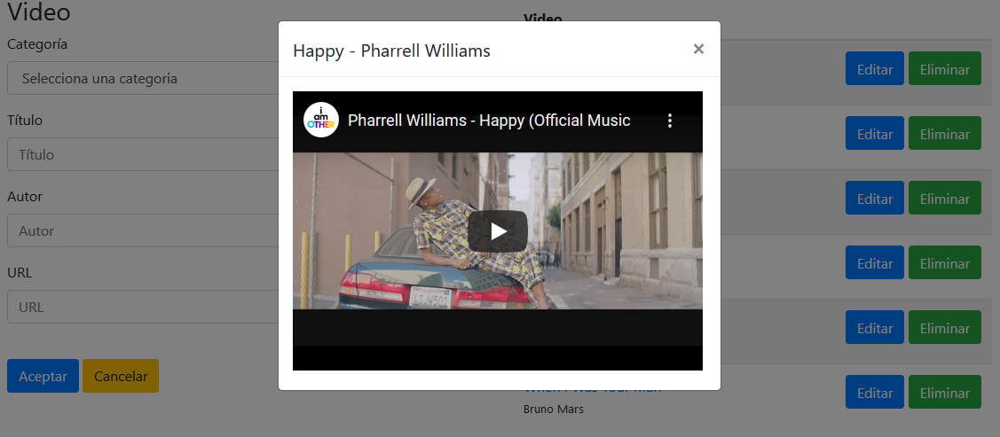 Video
Categoría
Selecciona una categoria
Título
Título
Autor
Autor
URL
URL
Aceptar Cancelar
Video
Happy - Pharrell Williams ×
i am OTHER
Pharrell Williams - Happy (Official Music
Editar Eliminar
Editar Eliminar
Editar Eliminar
Editar Eliminar
Editar Eliminar
When I Was Your Man
Bruno Mars
Editar Eliminar